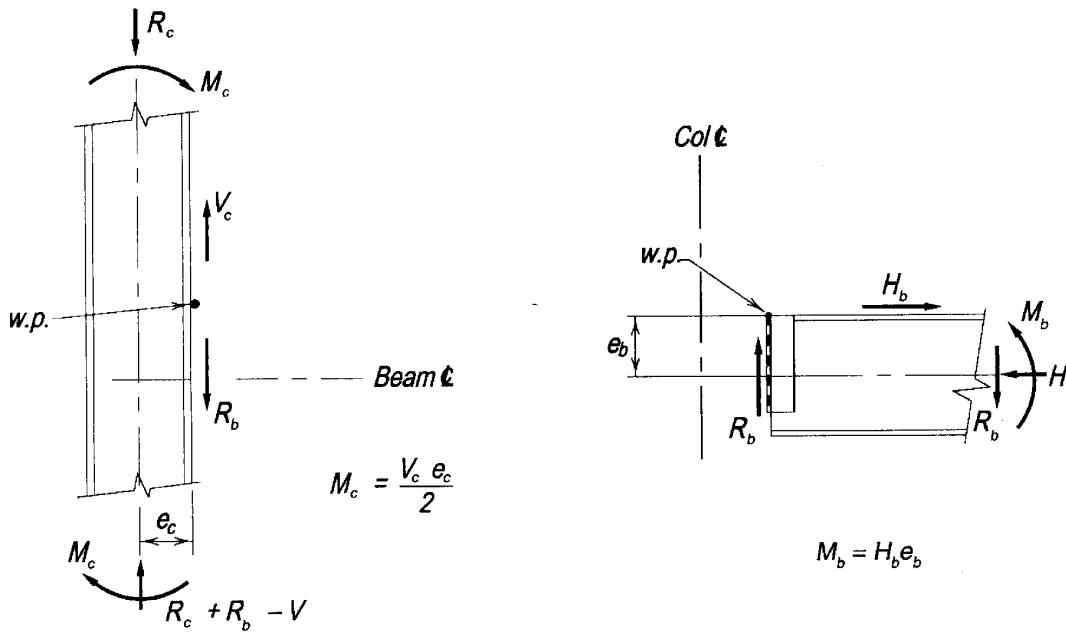 R_c
M_c
V_c
w.p.
Beam ℄
R_b
M_c = V_c e_c / 2
e_c
M_c
R_c + R_b − V
Col ℄
w.p.
H_b
M_b
e_b
H
R_b
R_b
M_b = H_b e_b